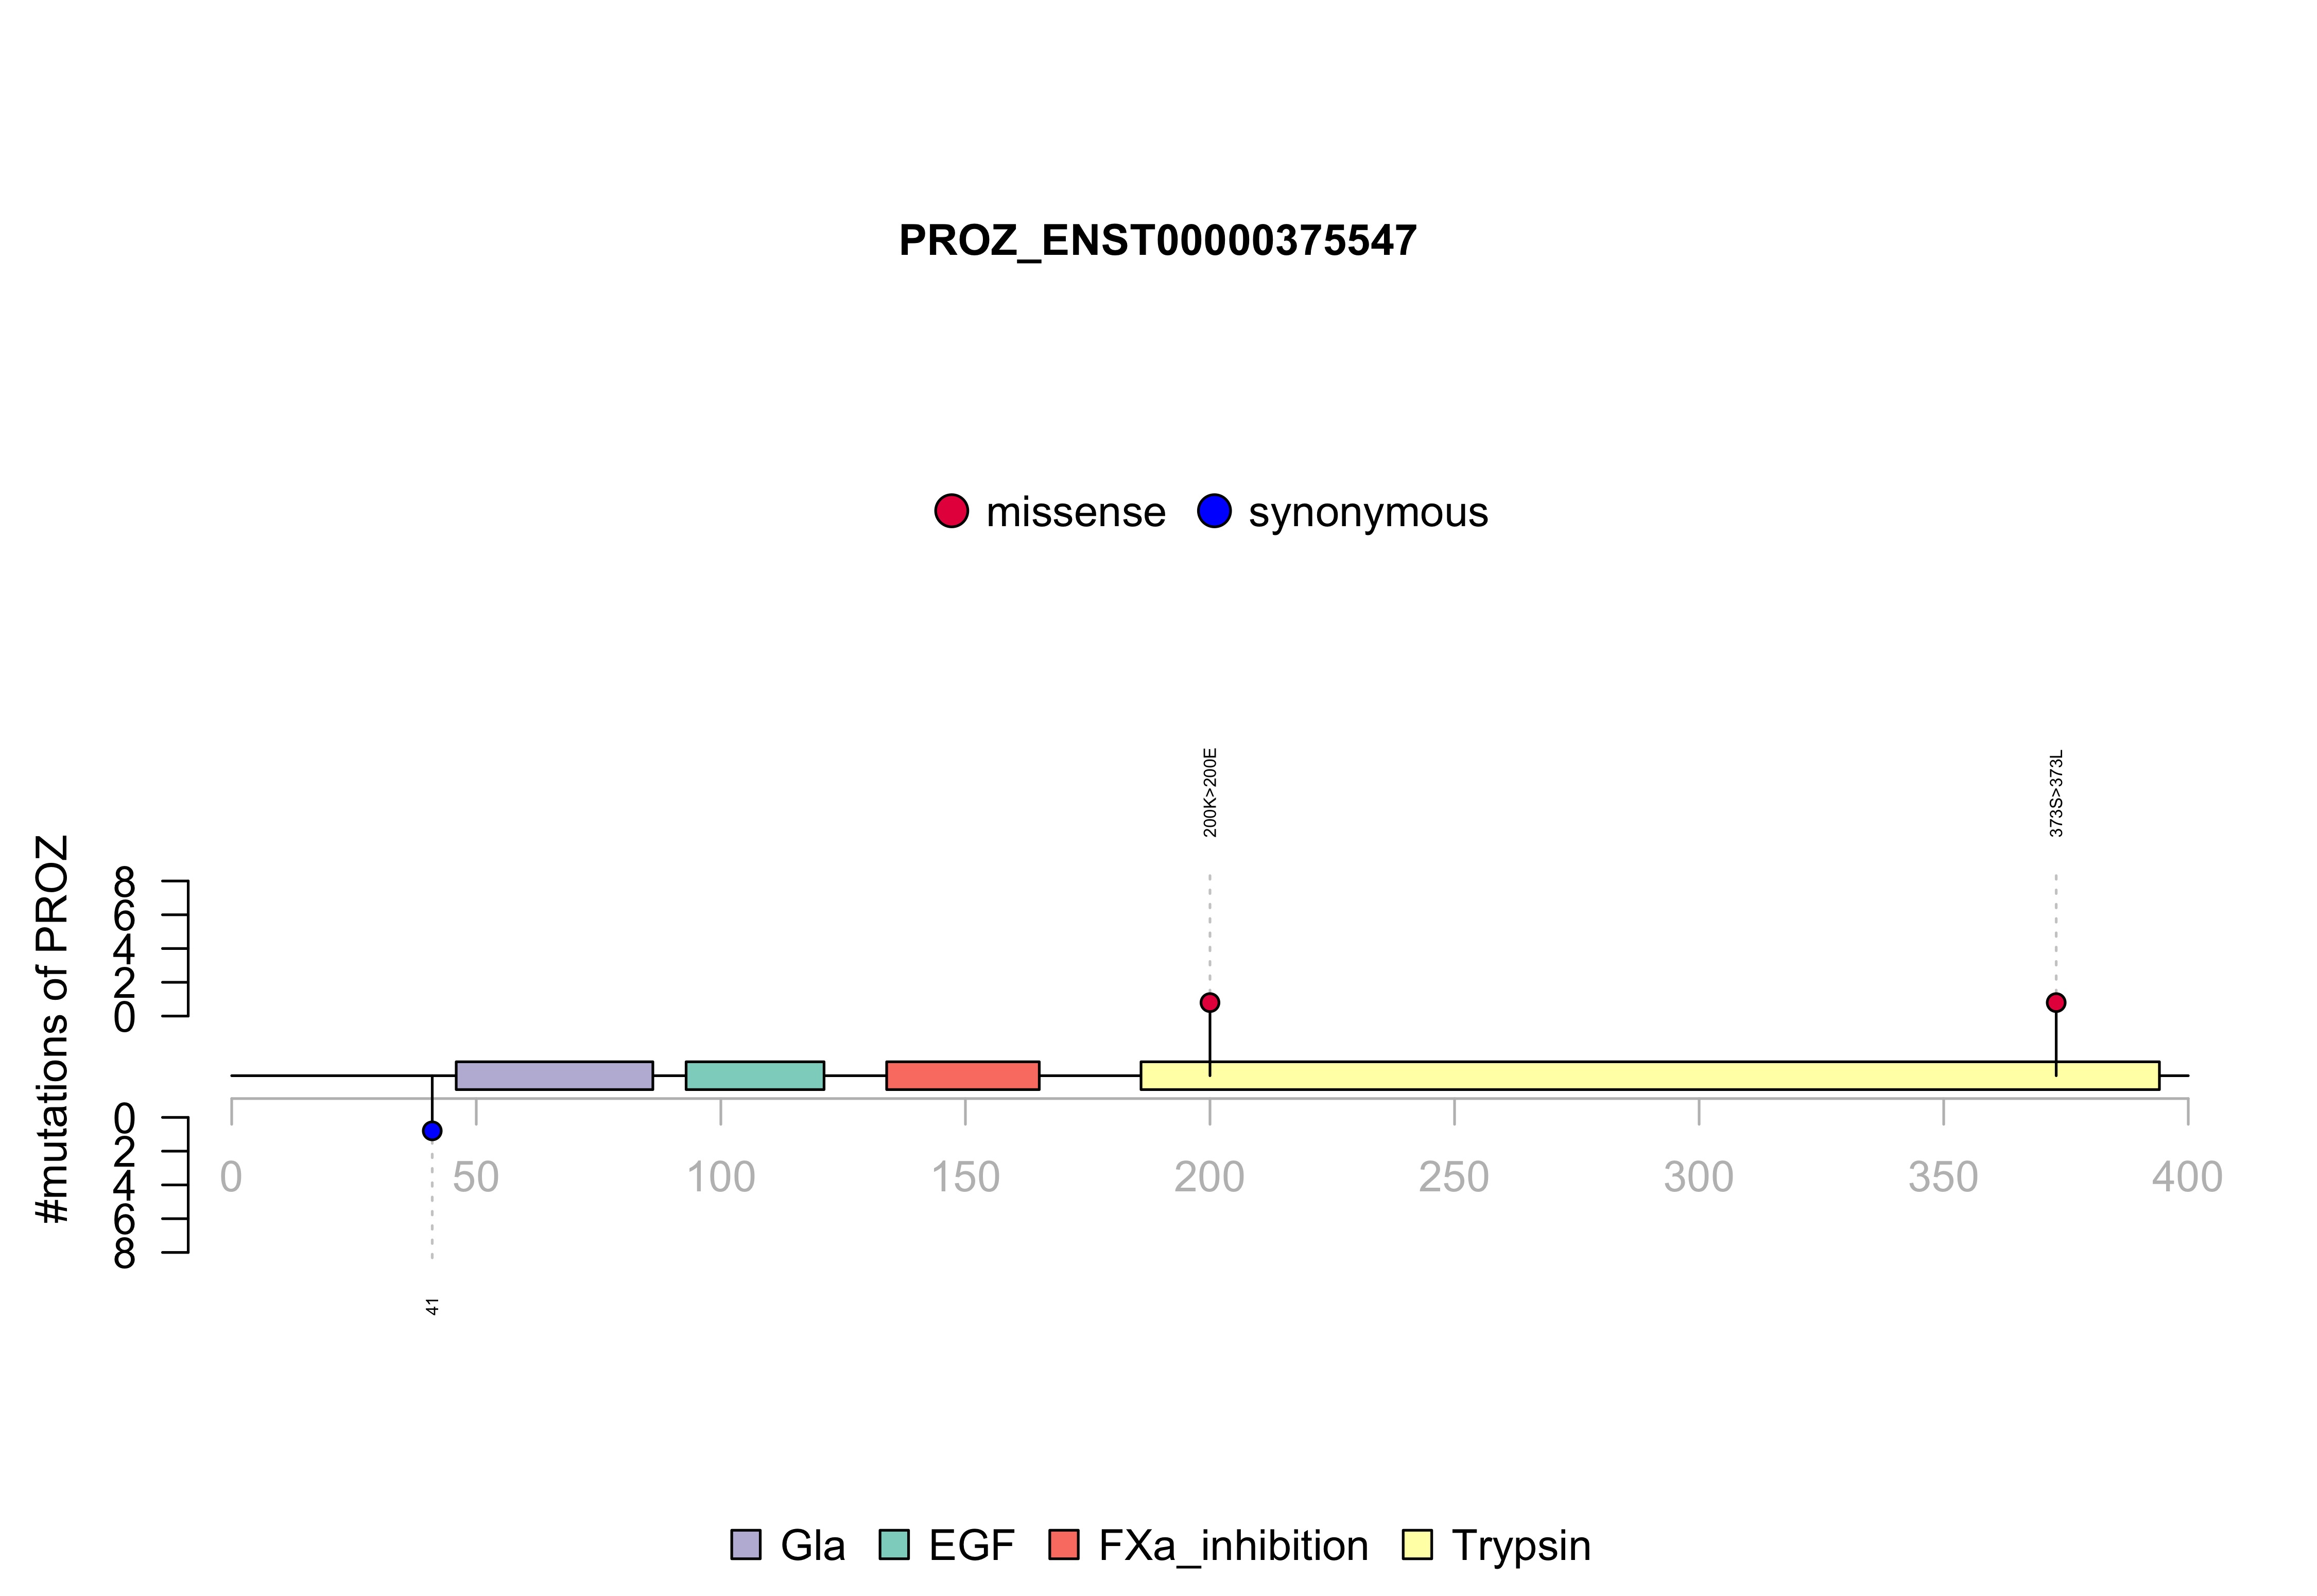 PROZ_ENST00000375547
missense synonymous
200K>200E
373S>373L
#mutations of PROZ
8
6
4
2
0
0
2
4
6
8
0 50 100 150 200 250 300 350 400
41
Gla EGF FXa_inhibition Trypsin